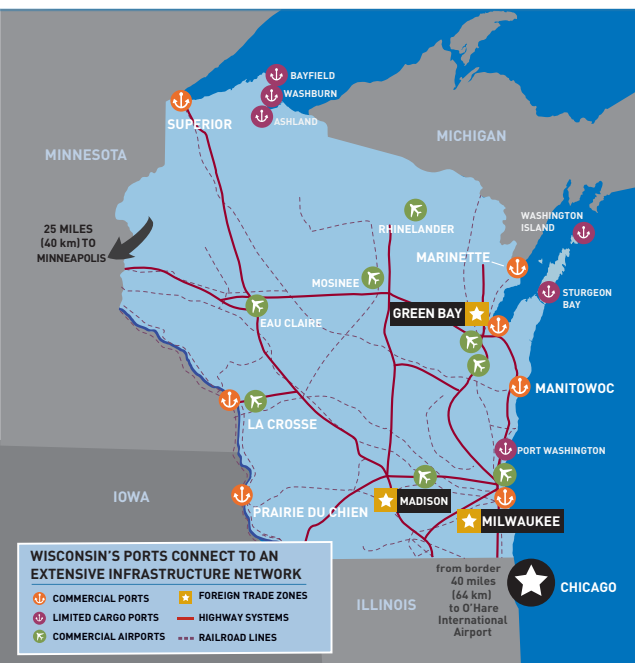 BAYFIELD
WASHBURN
ASHLAND
SUPERIOR
MICHIGAN
MINNESOTA
25 MILES
(40 km) TO
MINNEAPOLIS
RHINELANDER
WASHINGTON
ISLAND
MARINETTE
MOSINEE
STURGEON
BAY
GREEN BAY
EAU CLAIRE
MANITOWOC
LA CROSSE
PORT WASHINGTON
IOWA
PRAIRIE DU CHIEN
MADISON
MILWAUKEE
WISCONSIN'S PORTS CONNECT TO AN
EXTENSIVE INFRASTRUCTURE NETWORK
COMMERCIAL PORTS
FOREIGN TRADE ZONES
LIMITED CARGO PORTS
HIGHWAY SYSTEMS
COMMERCIAL AIRPORTS
RAILROAD LINES
ILLINOIS
from border
40 miles
(64 km)
to O'Hare
International
Airport
CHICAGO